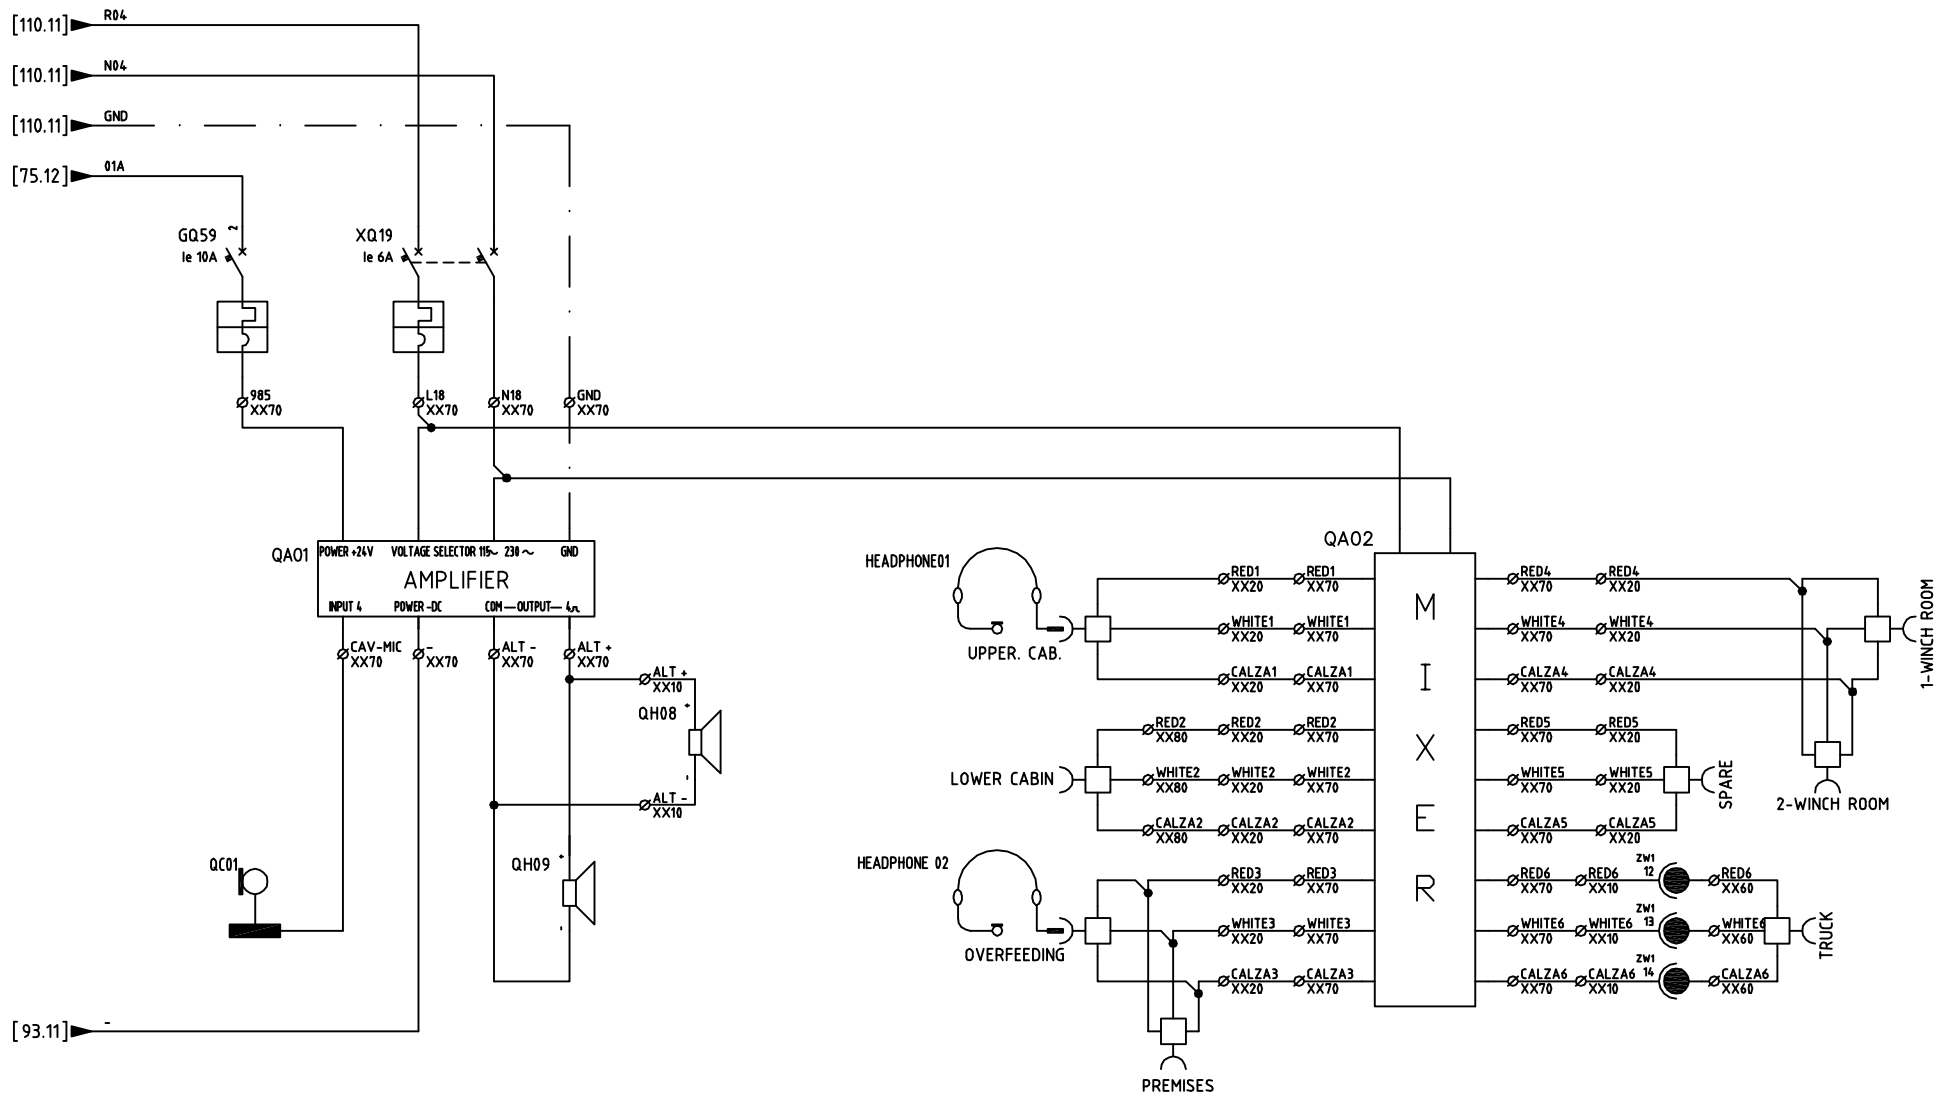 [110.11] R04
[110.11] N04
[110.11] GND
[75.12] 01A
GQ59 2
Ie 10A
XQ19
Ie 6A
985
XX70
L18
XX70
N18
XX70
GND
XX70
QA01
POWER +24V VOLTAGE SELECTOR 115~ 230 ~ GND
AMPLIFIER
INPUT 4 POWER -DC COM — OUTPUT — 4
CAV-MIC
XX70
-
XX70
ALT -
XX70
ALT +
XX70
ALT +
XX10
QH08 +
-
ALT -
XX10
QH09 +
-
QC01
[93.11] -
QA02
MIXER
HEADPHONE01
UPPER. CAB.
RED1 RED1
XX20 XX70
WHITE1 WHITE1
XX20 XX70
CALZA1 CALZA1
XX20 XX70
LOWER CABIN
RED2 RED2 RED2
XX80 XX20 XX70
WHITE2 WHITE2 WHITE2
XX80 XX20 XX70
CALZA2 CALZA2 CALZA2
XX80 XX20 XX70
HEADPHONE 02
OVERFEEDING
RED3 RED3
XX20 XX70
WHITE3 WHITE3
XX20 XX70
CALZA3 CALZA3
XX20 XX70
PREMISES
RED4 RED4
XX70 XX20
WHITE4 WHITE4
XX70 XX20
CALZA4 CALZA4
XX70 XX20
1-WINCH ROOM
2-WINCH ROOM
RED5 RED5
XX70 XX20
WHITE5 WHITE5
XX70 XX20
CALZA5 CALZA5
XX70 XX20
SPARE
RED6 RED6 ZW1 12 RED6
XX70 XX10 XX60
WHITE6 WHITE6 ZW1 13 WHITE6
XX70 XX10 XX60
CALZA6 CALZA6 ZW1 14 CALZA6
XX70 XX10 XX60
TRUCK